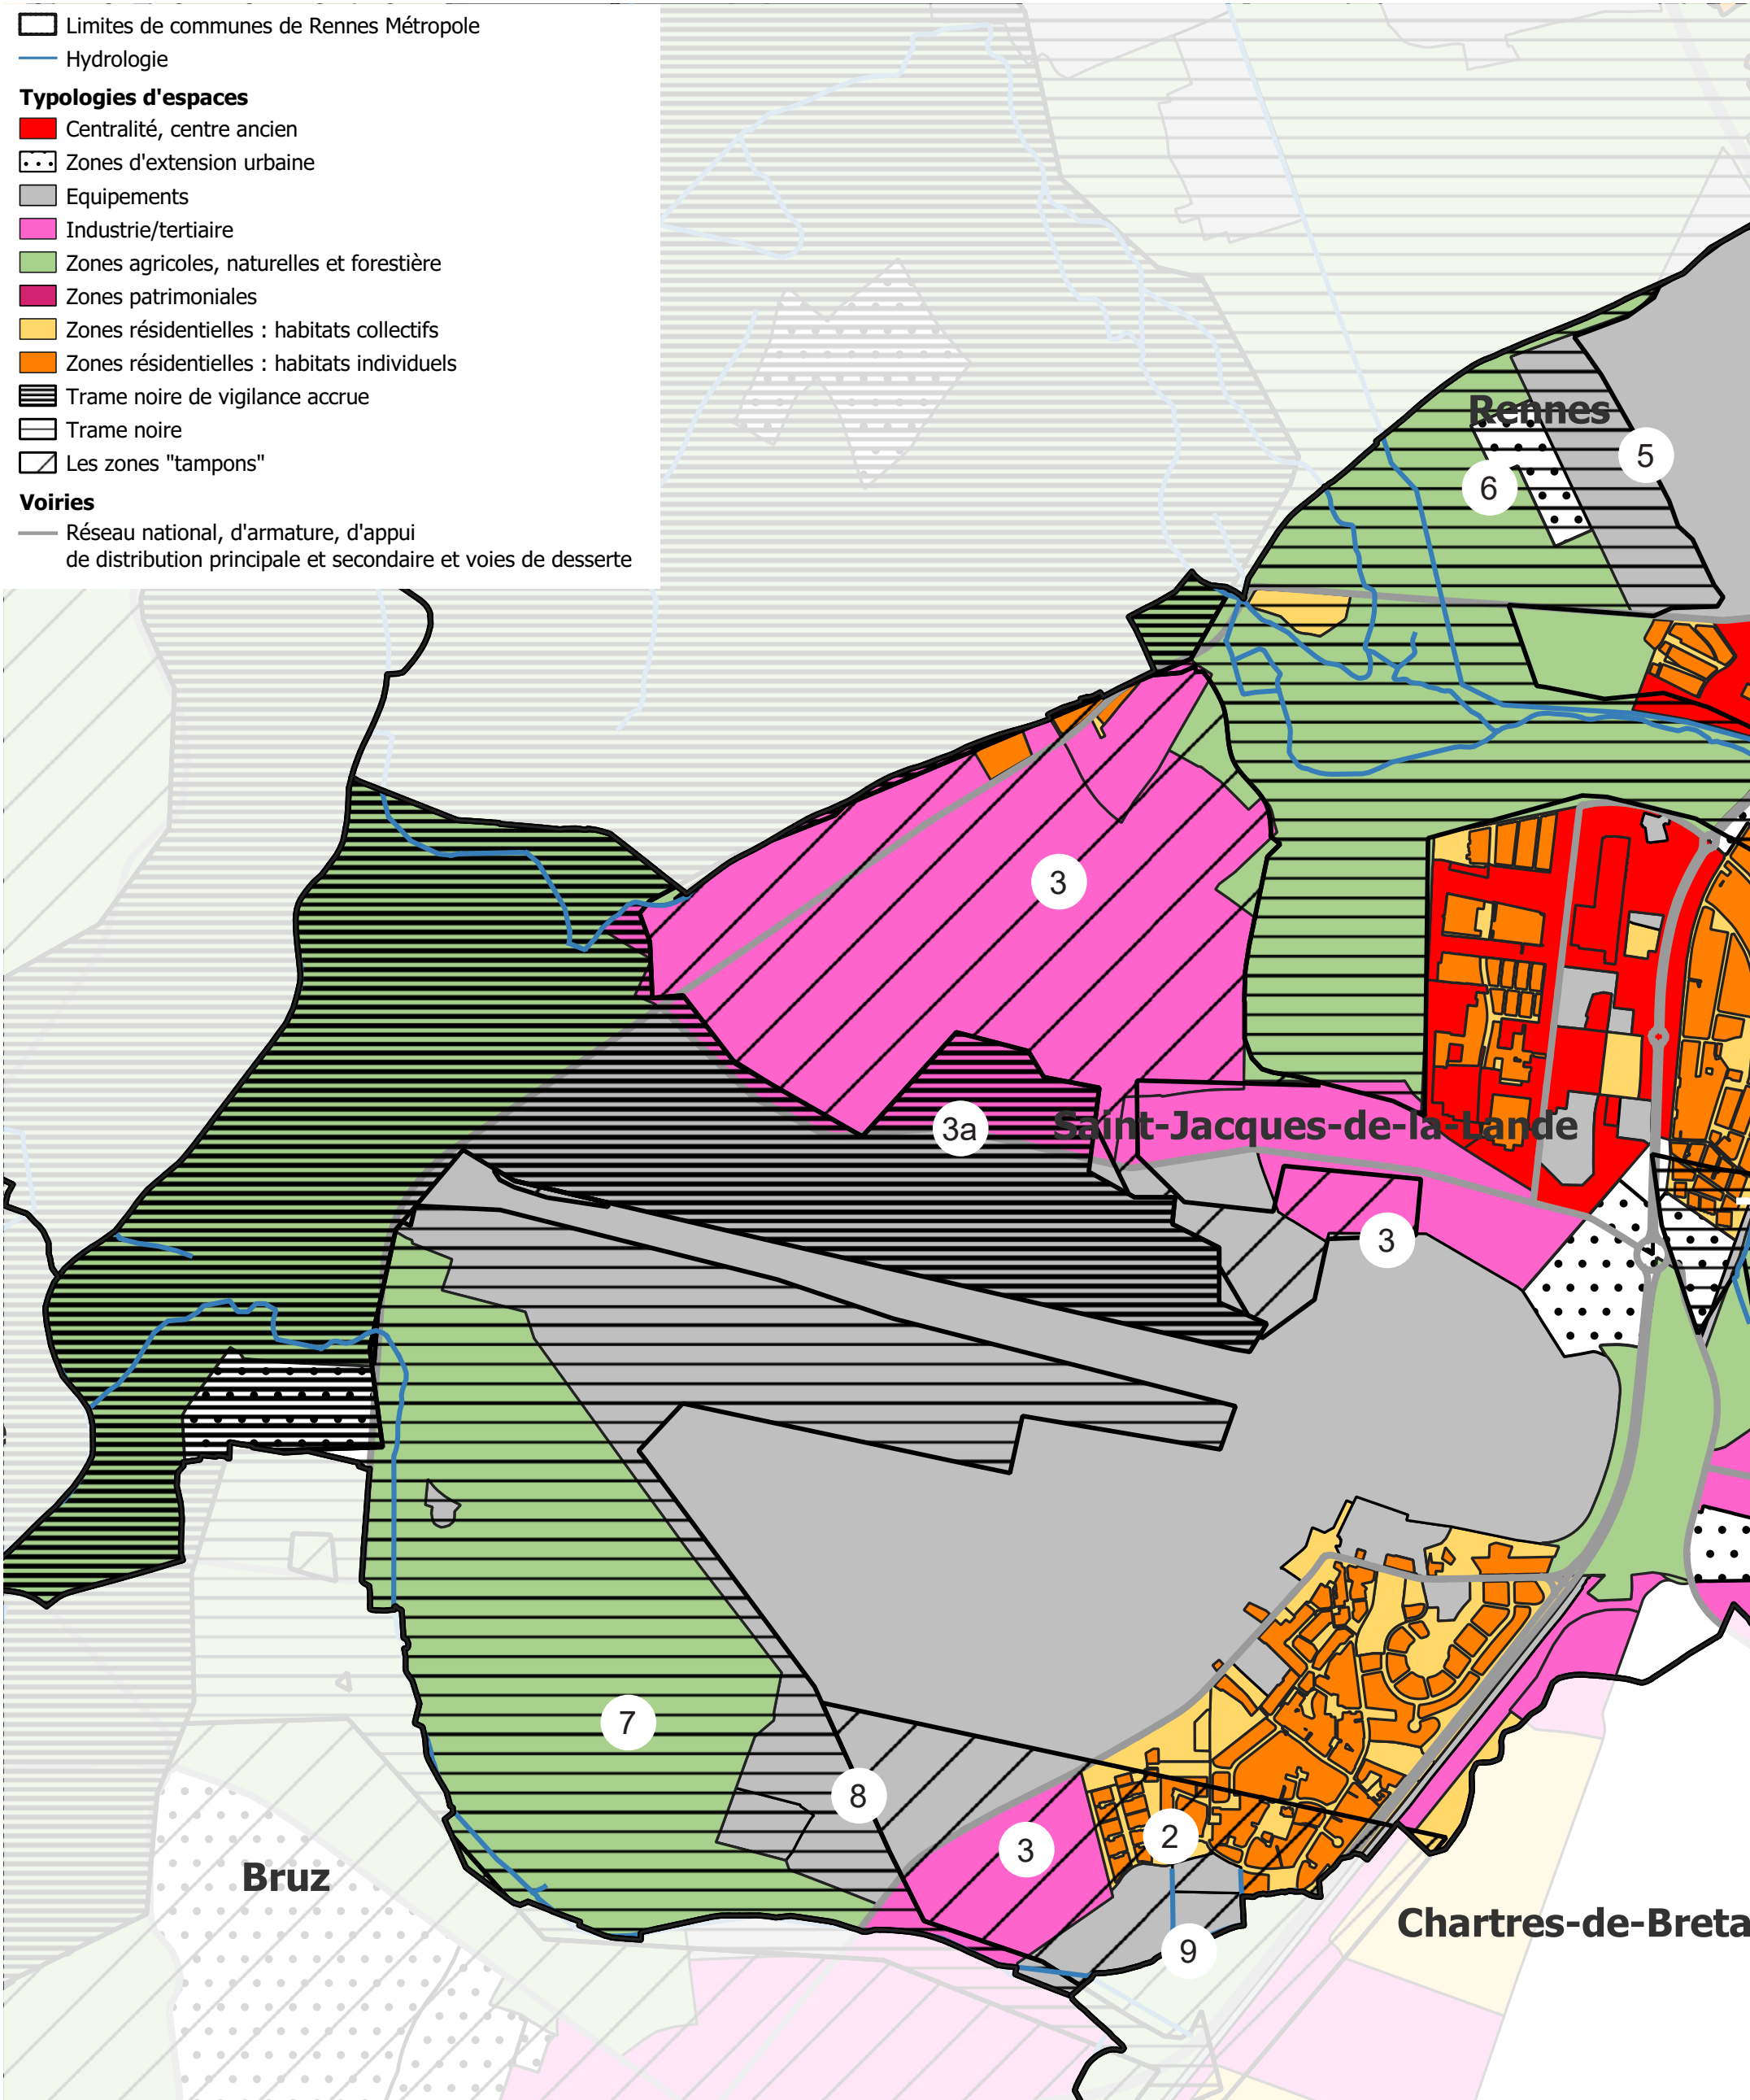 Limites de communes de Rennes Métropole
Hydrologie
Typologies d'espaces
Centralité, centre ancien
Zones d'extension urbaine
Equipements
Industrie/tertiaire
Zones agricoles, naturelles et forestière
Zones patrimoniales
Zones résidentielles : habitats collectifs
Zones résidentielles : habitats individuels
Trame noire de vigilance accrue
Trame noire
Les zones "tampons"
Voiries
Réseau national, d'armature, d'appui
de distribution principale et secondaire et voies de desserte
Rennes
5
6
3
3a
Saint-Jacques-de-la-Lande
3
7
8
3
2
Bruz
Chartres-de-Breta
9